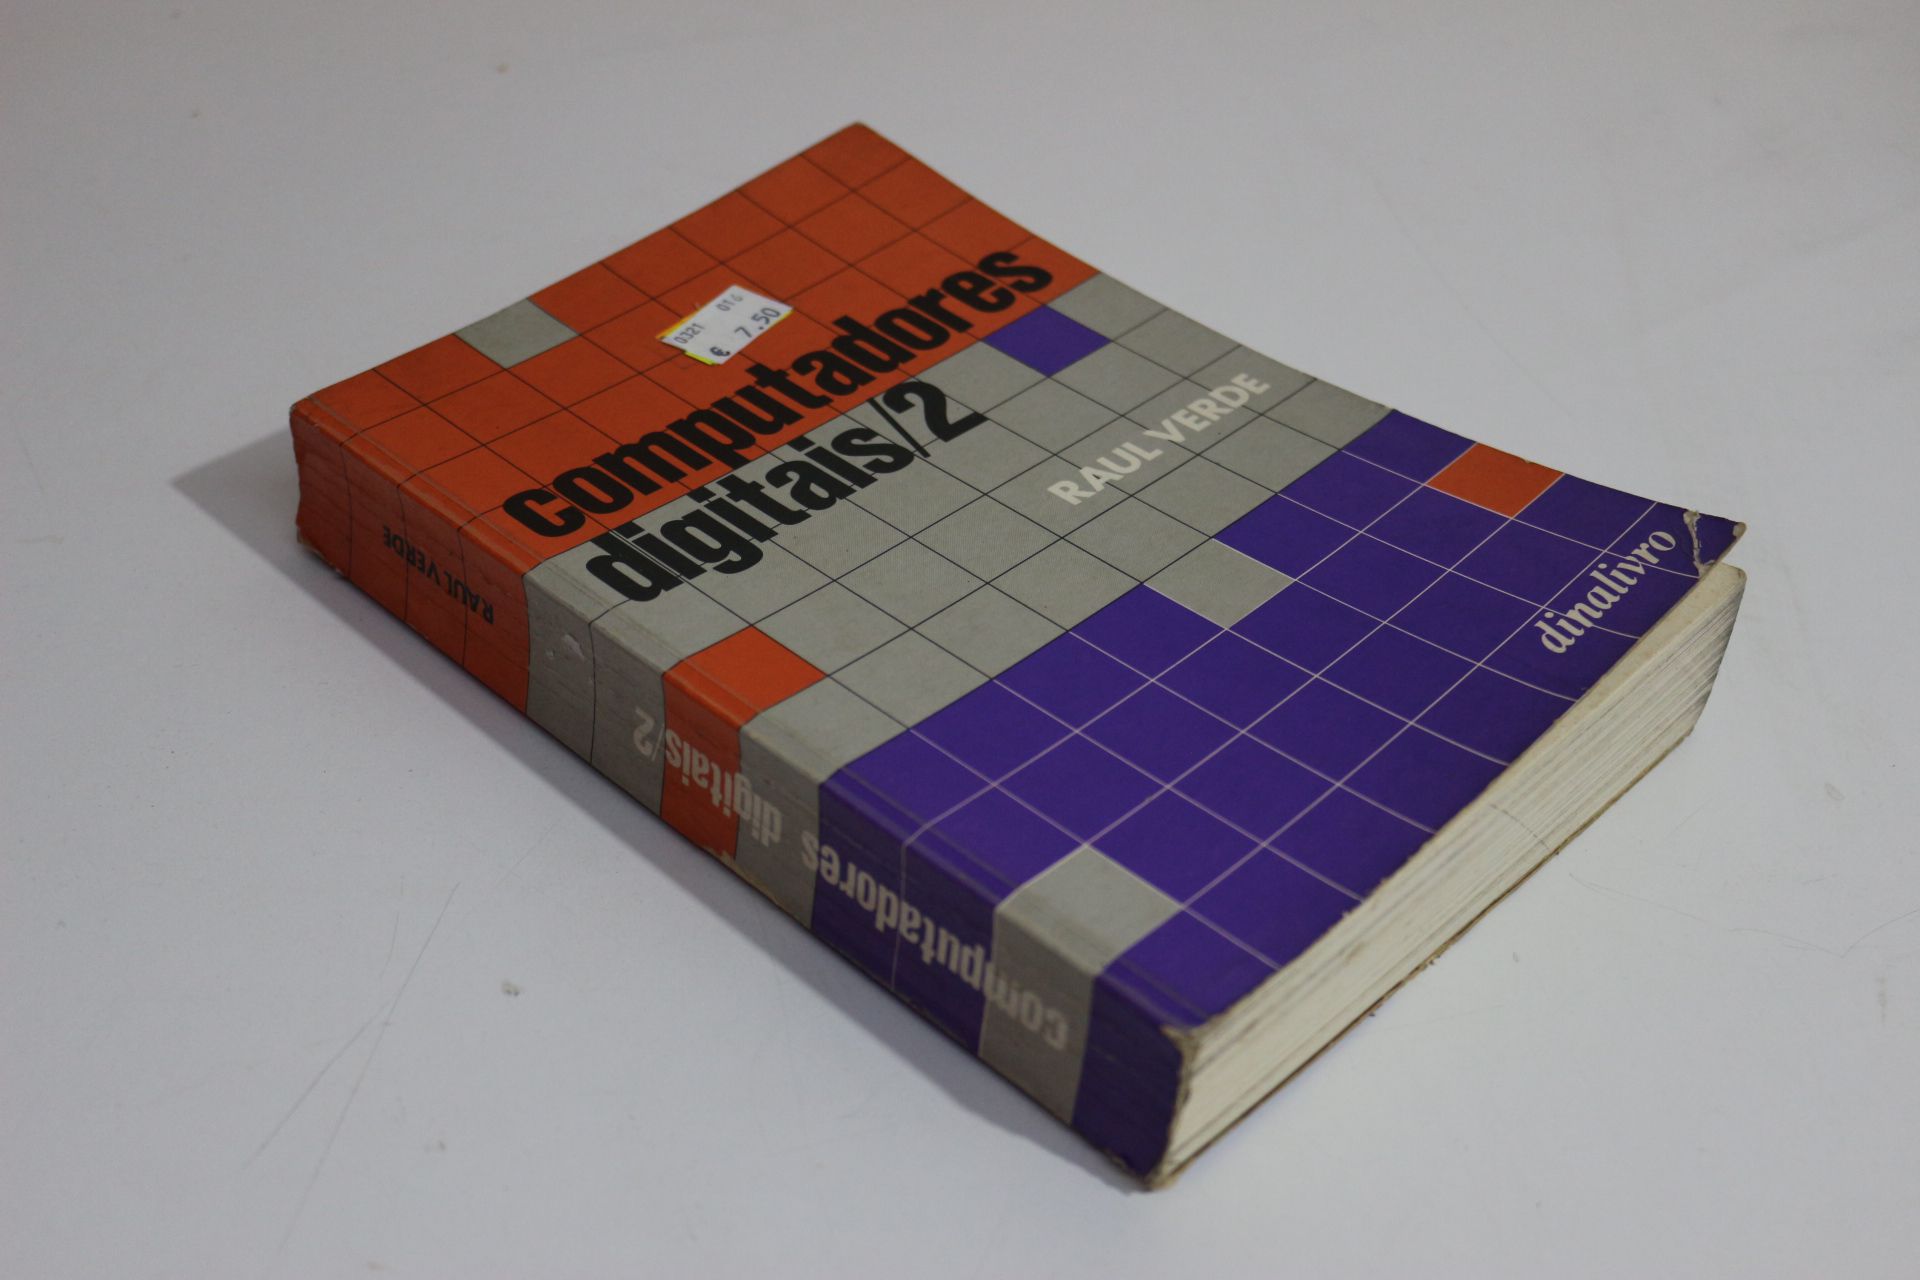 computadores
digitais/2
RAUL VERDE
dinalivro
0321 016
€ 7.50
computadores digitais/2
RAUL VERDE